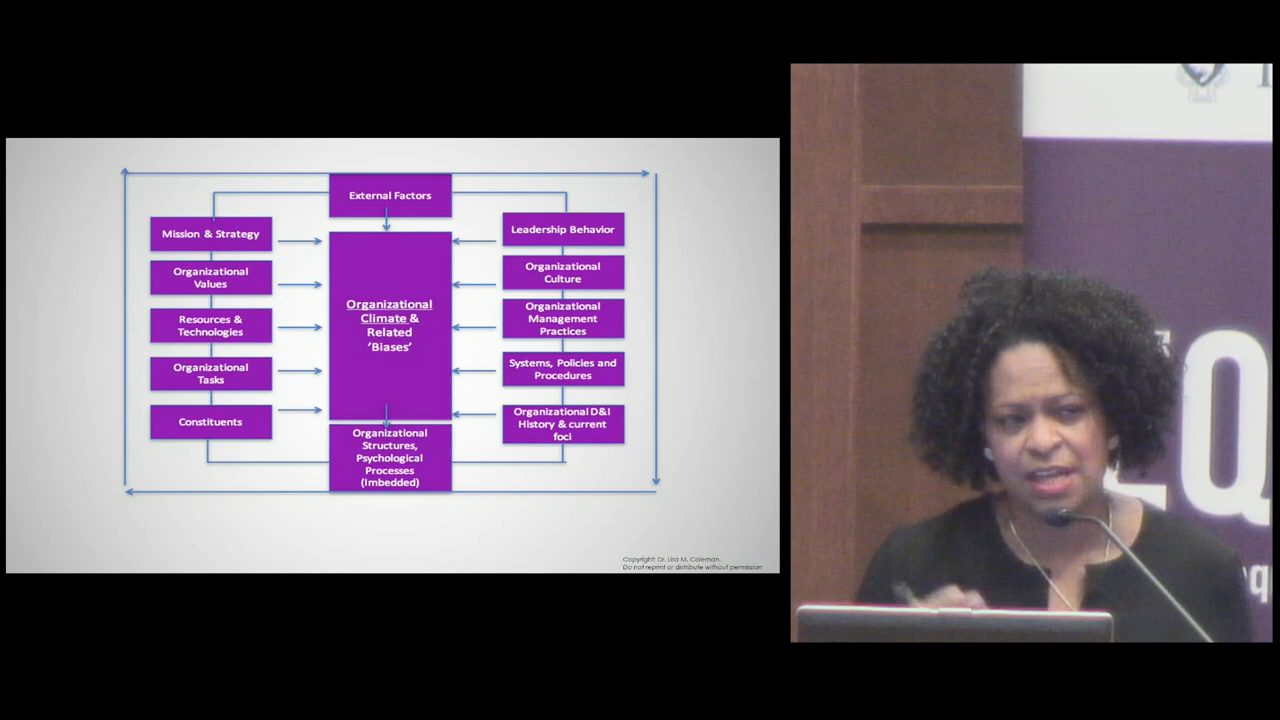 External Factors
Mission & Strategy
Organizational
Values
Resources &
Technologies
Organizational
Tasks
Constituents
Organizational
Climate &
Related
'Biases'
Organizational
Structures,
Psychological
Processes
(Imbedded)
Leadership Behavior
Organizational
Culture
Organizational
Management
Practices
Systems, Policies and
Procedures
Organizational D&I
History & current
foci
Copyright: Dr. Lisa M. Coleman.
Do not reprint or distribute without permission